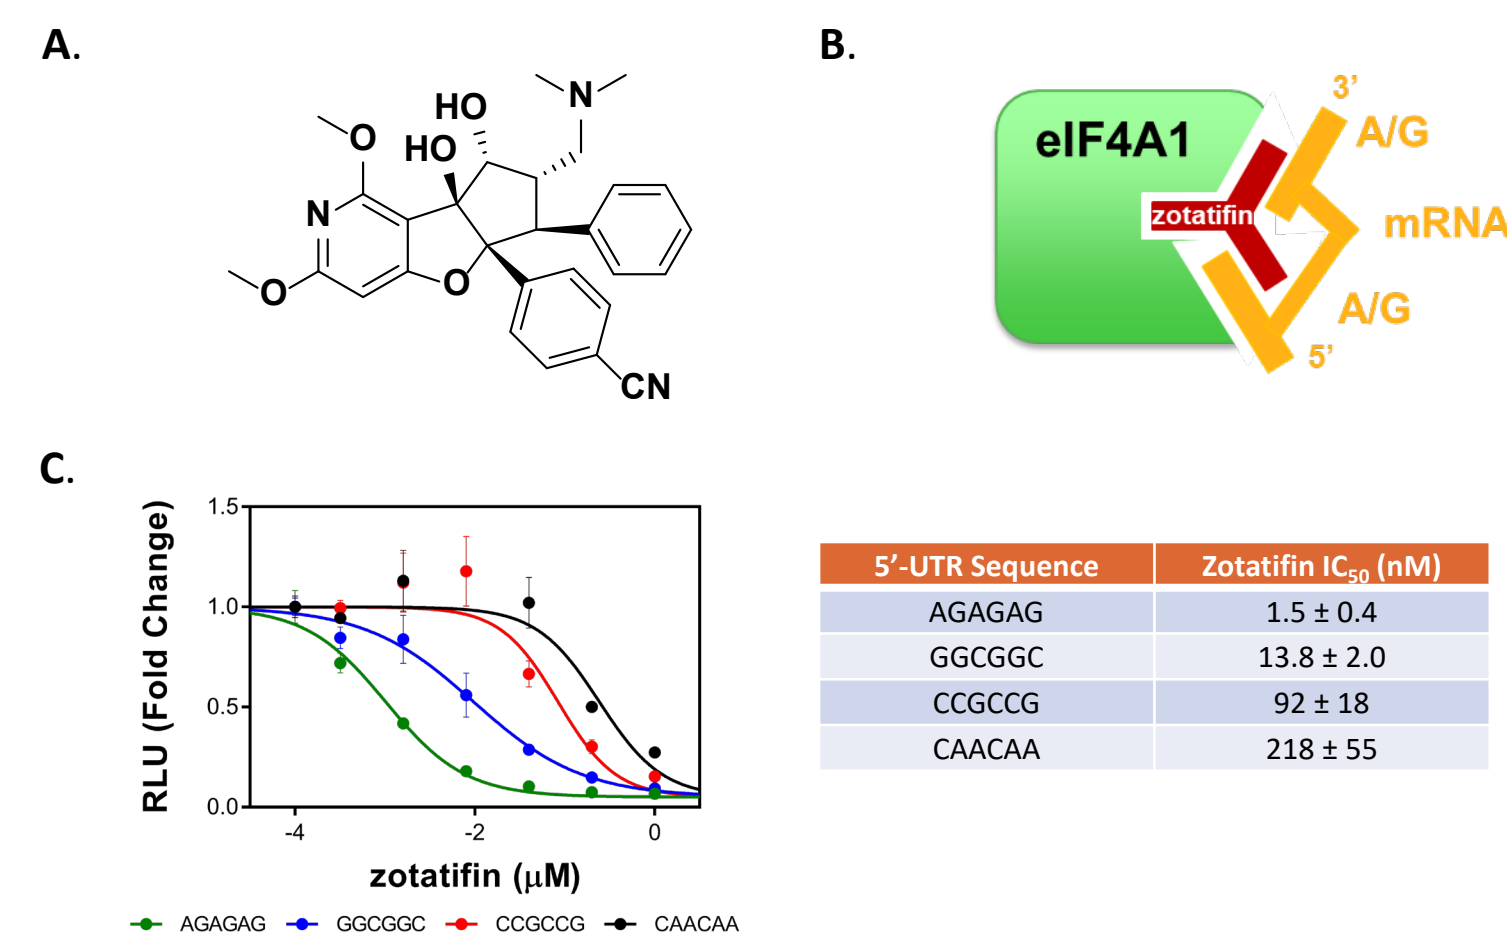 A.
HO
HO
N
O
N
O
O
CN
B.
eIF4A1
zotatifin
3’
A/G
mRNA
A/G
5’
C.
RLU (Fold Change)
1.5
1.0
0.5
0.0
-4 -2 0
zotatifin (μM)
AGAGAG GGCGGC CCGCCG CAACAA
5’-UTR Sequence Zotatifin IC50 (nM)
AGAGAG 1.5 ± 0.4
GGCGGC 13.8 ± 2.0
CCGCCG 92 ± 18
CAACAA 218 ± 55